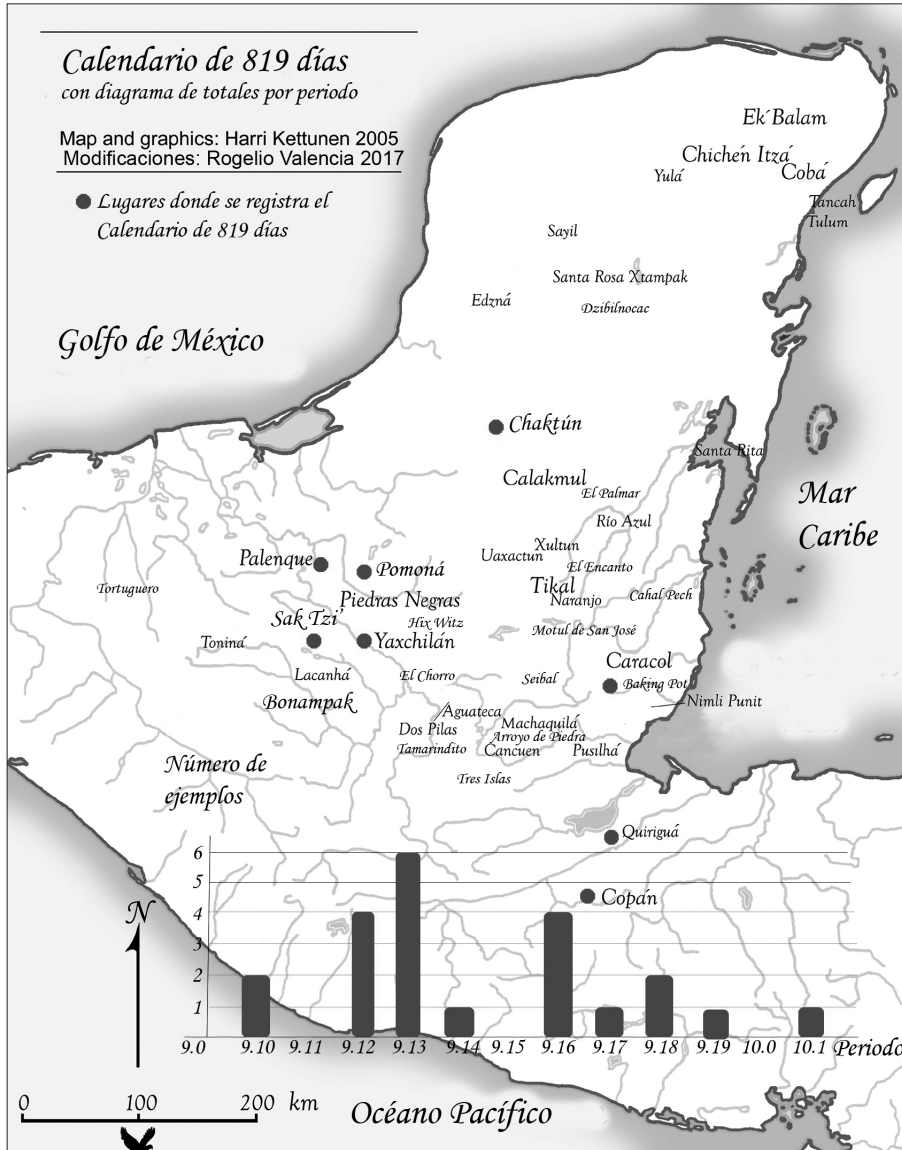 Calendario de 819 días
con diagrama de totales por periodo
Map and graphics: Harri Kettunen 2005
Modificaciones: Rogelio Valencia 2017
Lugares donde se registra el
Calendario de 819 días
Ek´Balam
Chicheń Itzá
Cobá
Yulá
Tancah
Tulum
Sayil
Santa Rosa Xtampak
Edzná
Dzibilnocac
Golfo de México
Chaktún
Santa Rita
Calakmul
El Palmar
Mar
Caribe
Río Azul
Xultun
Uaxactun
El Encanto
Palenque
Pomoná
Tortuguero
Tikal
Naranjo
Cahal Pech
Piedras Negras
Sak Tzi'
Hix Witz
Motul de San José
Toniná
Yaxchilán
Caracol
Lacanhá
El Chorro
Seibal
Baking Pot
Bonampak
Nimli Punit
Aguateca
Dos Pilas
Machaquilá
Arroyo de Piedra
Tamarindito
Cancuen
Pusilhá
Tres Islas
Número de
ejemplos
Quiriguá
6
5
Copán
4
N
3
2
1
9.0 9.10 9.11 9.12 9.13 9.14 9.15 9.16 9.17 9.18 9.19 10.0 10.1 Periodo
0 100 200 km
Océano Pacífico